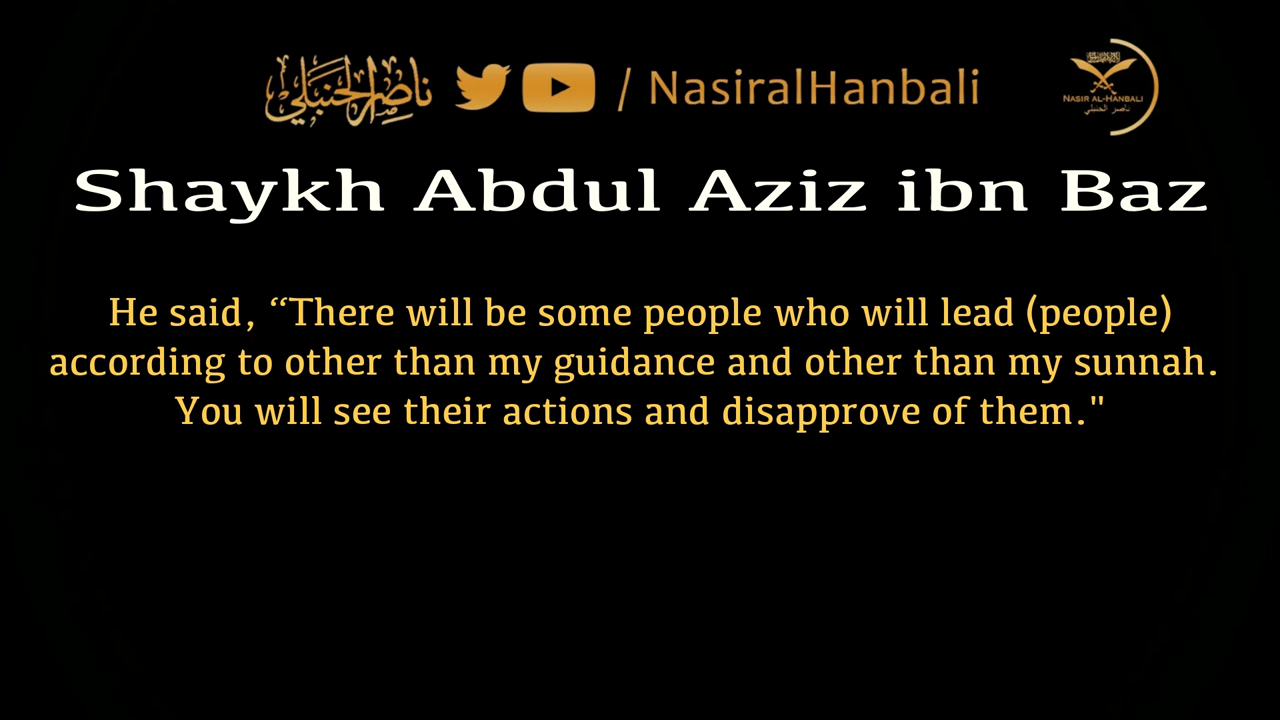 ناصر الحنبلي / NasiralHanbali
NASIR AL-HANBALI
ناصر الحنبلي
Shaykh Abdul Aziz ibn Baz
He said, “There will be some people who will lead (people)
according to other than my guidance and other than my sunnah.
You will see their actions and disapprove of them."